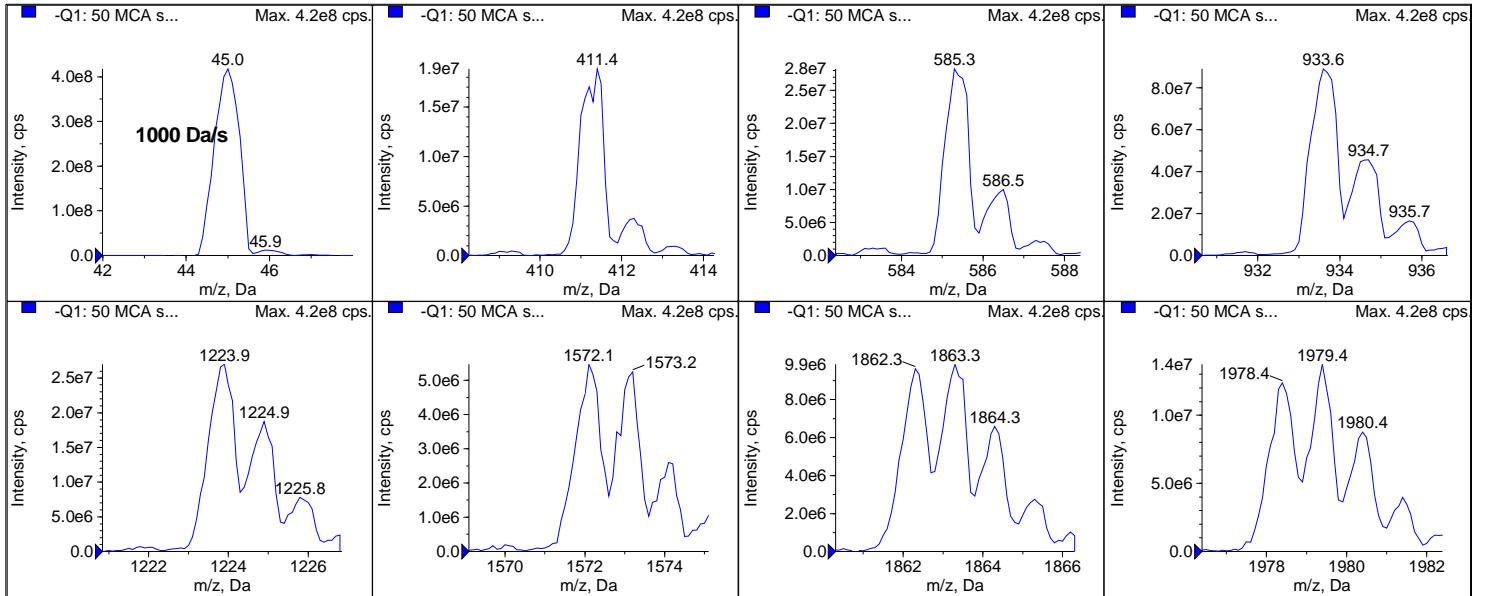 -Q1: 50 MCA s... Max. 4.2e8 cps.
45.0
4.0e8
3.0e8
2.0e8
1.0e8
0.0
1000 Da/s
45.9
42 44 46
m/z, Da
Intensity, cps
-Q1: 50 MCA s... Max. 4.2e8 cps.
411.4
1.9e7
1.5e7
1.0e7
5.0e6
0.0
410 412 414
m/z, Da
Intensity, cps
-Q1: 50 MCA s... Max. 4.2e8 cps.
585.3
2.8e7
2.5e7
2.0e7
1.5e7
1.0e7
5.0e6
0.0
586.5
584 586 588
m/z, Da
Intensity, cps
-Q1: 50 MCA s... Max. 4.2e8 cps.
933.6
8.0e7
6.0e7
4.0e7
2.0e7
0.0
934.7
935.7
932 934 936
m/z, Da
Intensity, cps
-Q1: 50 MCA s... Max. 4.2e8 cps.
1223.9
2.5e7
2.0e7
1.5e7
1.0e7
5.0e6
0.0
1224.9
1225.8
1222 1224 1226
m/z, Da
Intensity, cps
-Q1: 50 MCA s... Max. 4.2e8 cps.
1572.1
1573.2
5.0e6
4.0e6
3.0e6
2.0e6
1.0e6
0.0
1570 1572 1574
m/z, Da
Intensity, cps
-Q1: 50 MCA s... Max. 4.2e8 cps.
1862.3
1863.3
9.9e6
8.0e6
6.0e6
4.0e6
2.0e6
0.0
1864.3
1862 1864 1866
m/z, Da
Intensity, cps
-Q1: 50 MCA s... Max. 4.2e8 cps.
1979.4
1978.4
1.4e7
1.0e7
5.0e6
0.0
1980.4
1978 1980 1982
m/z, Da
Intensity, cps